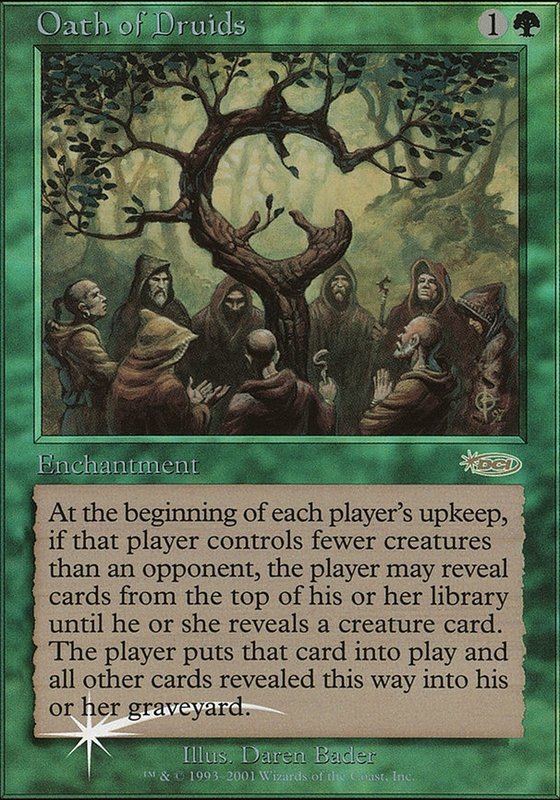 Oath of Druids
1
Enchantment
DCI
At the beginning of each player's upkeep,
if that player controls fewer creatures
than an opponent, the player may reveal
cards from the top of his or her library
until he or she reveals a creature card.
The player puts that card into play and
all other cards revealed this way into his
or her graveyard.
Illus. Daren Bader
™ & © 1993–2001 Wizards of the Coast, Inc.